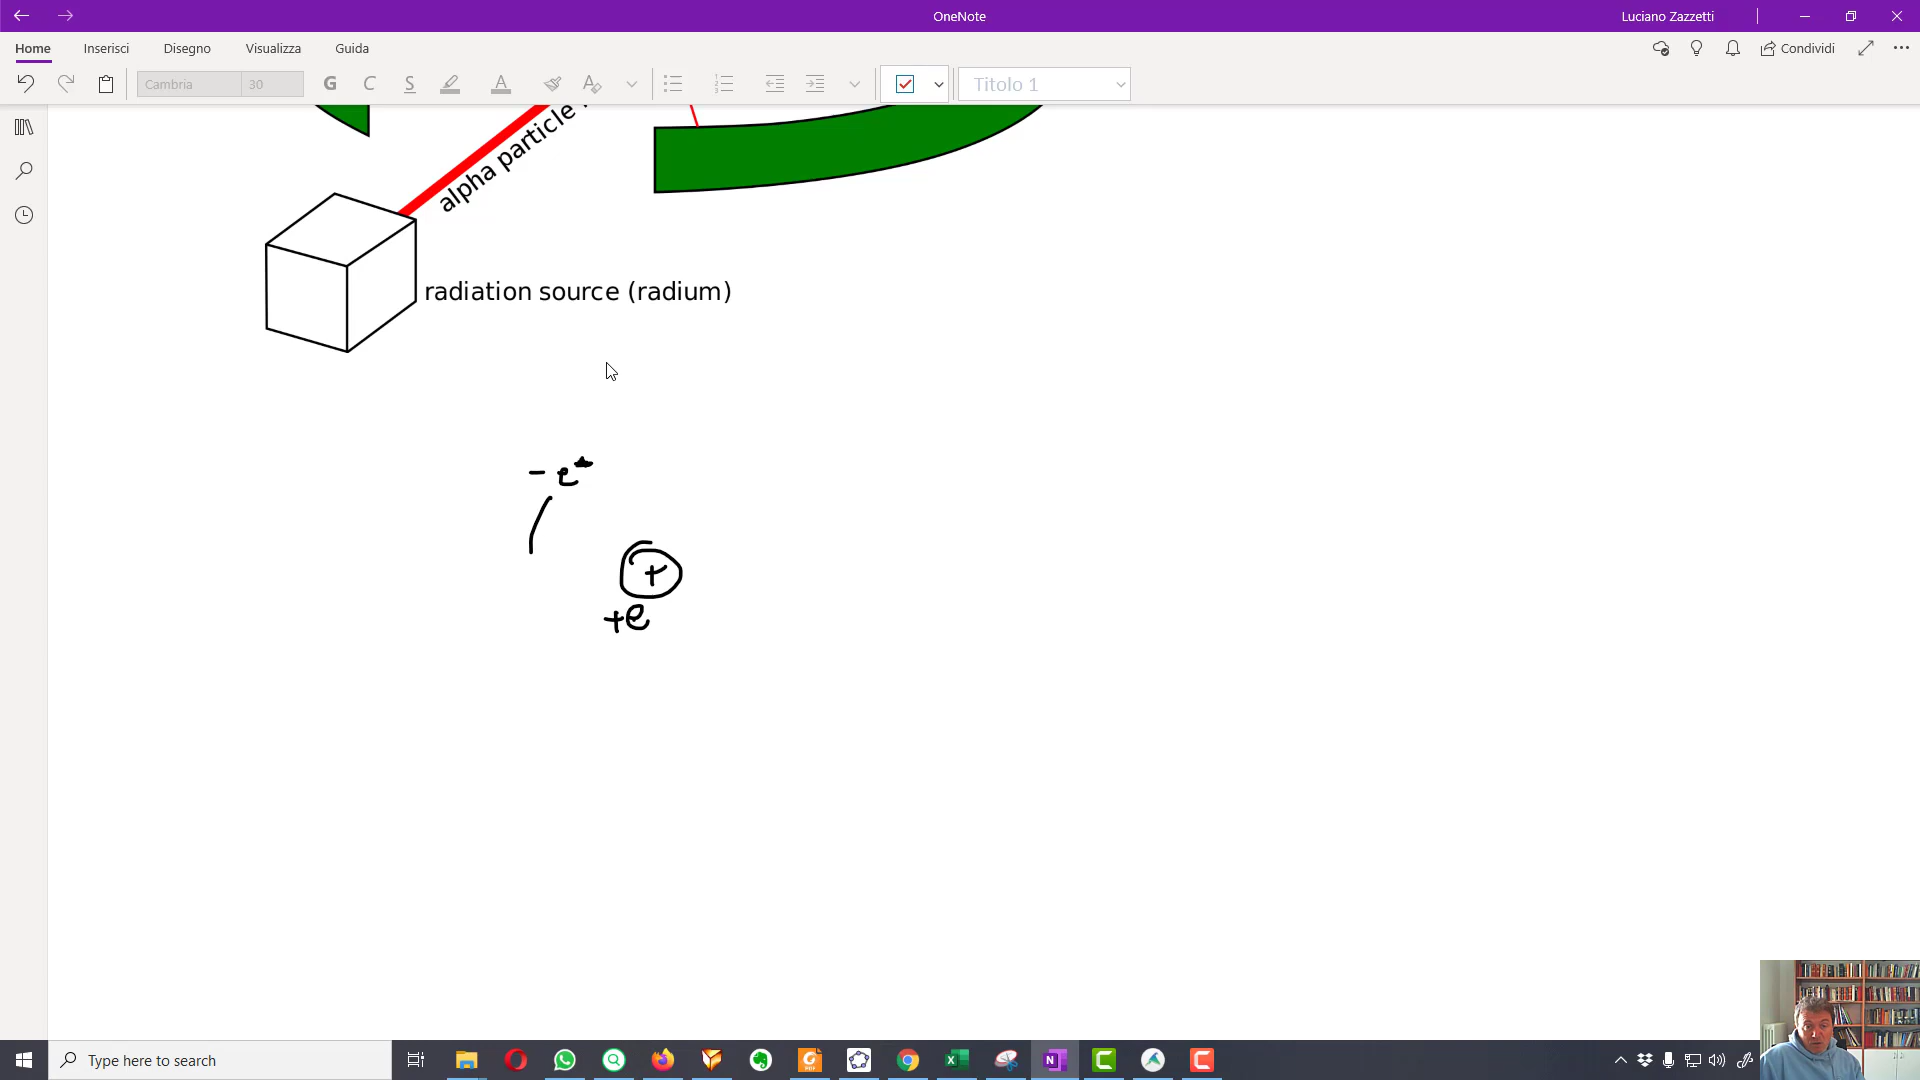 OneNote
Luciano Zazzetti
Home Inserisci Disegno Visualizza Guida
Condividi
Cambria 30 G C S Titolo 1
alpha particle
radiation source (radium)
- e
+
+e
Type here to search